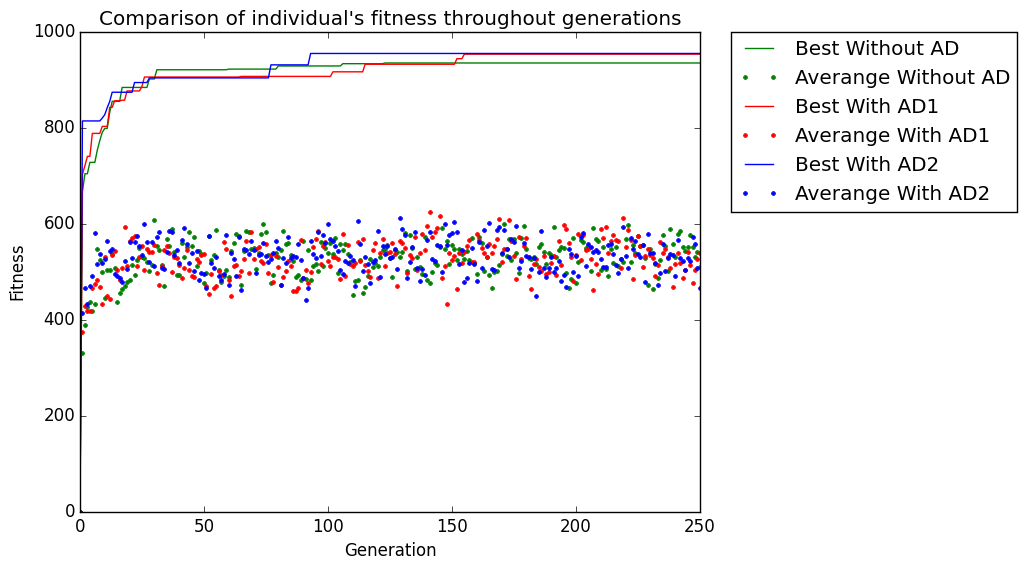 Comparison of individual's fitness throughout generations
1000
800
600
400
200
0
Fitness
0 50 100 150 200 250
Generation
Best Without AD
Averange Without AD
Best With AD1
Averange With AD1
Best With AD2
Averange With AD2